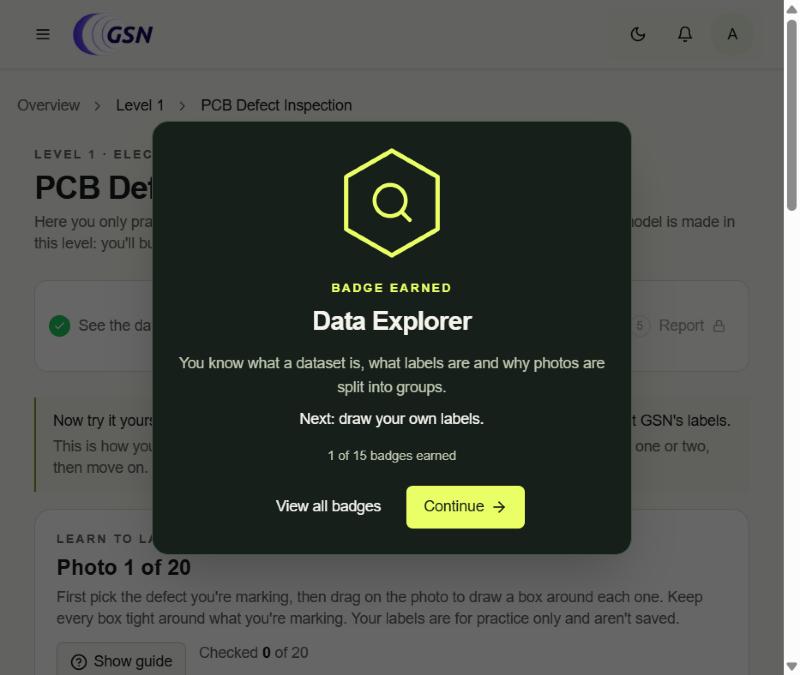 GSN
A
Overview > Level 1 > PCB Defect Inspection
LEVEL 1 · ELEC
PCB Def
Here you only pra
odel is made in
this level: you'll bu
See the da
5 Report
BADGE EARNED
Data Explorer
You know what a dataset is, what labels are and why photos are
split into groups.
Next: draw your own labels.
1 of 15 badges earned
View all badges
Continue →
Now try it yours
t GSN's labels.
This is how you
one or two,
then move on.
LEARN TO LA
Photo 1 of 20
First pick the defect you're marking, then drag on the photo to draw a box around each one. Keep
every box tight around what you're marking. Your labels are for practice only and aren't saved.
Show guide
Checked 0 of 20